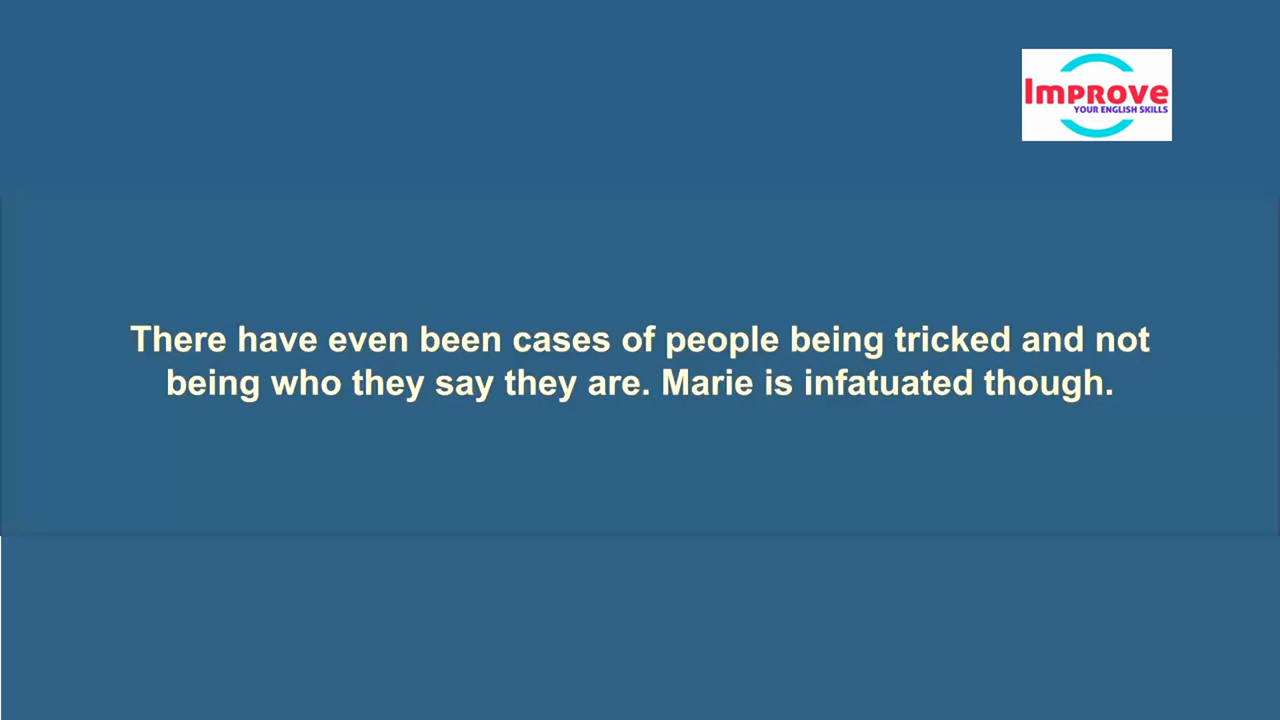 Improve
YOUR ENGLISH SKILLS
There have even been cases of people being tricked and not
being who they say they are. Marie is infatuated though.